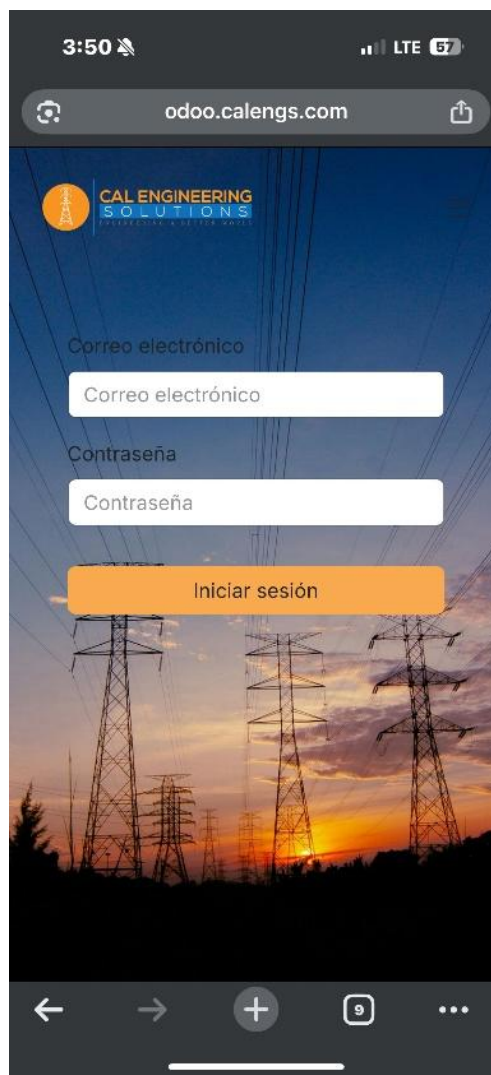 3:50
LTE 57
odoo.calengs.com
CAL ENGINEERING
SOLUTIONS
Correo electrónico
Correo electrónico
Contraseña
Contraseña
Iniciar sesión
9